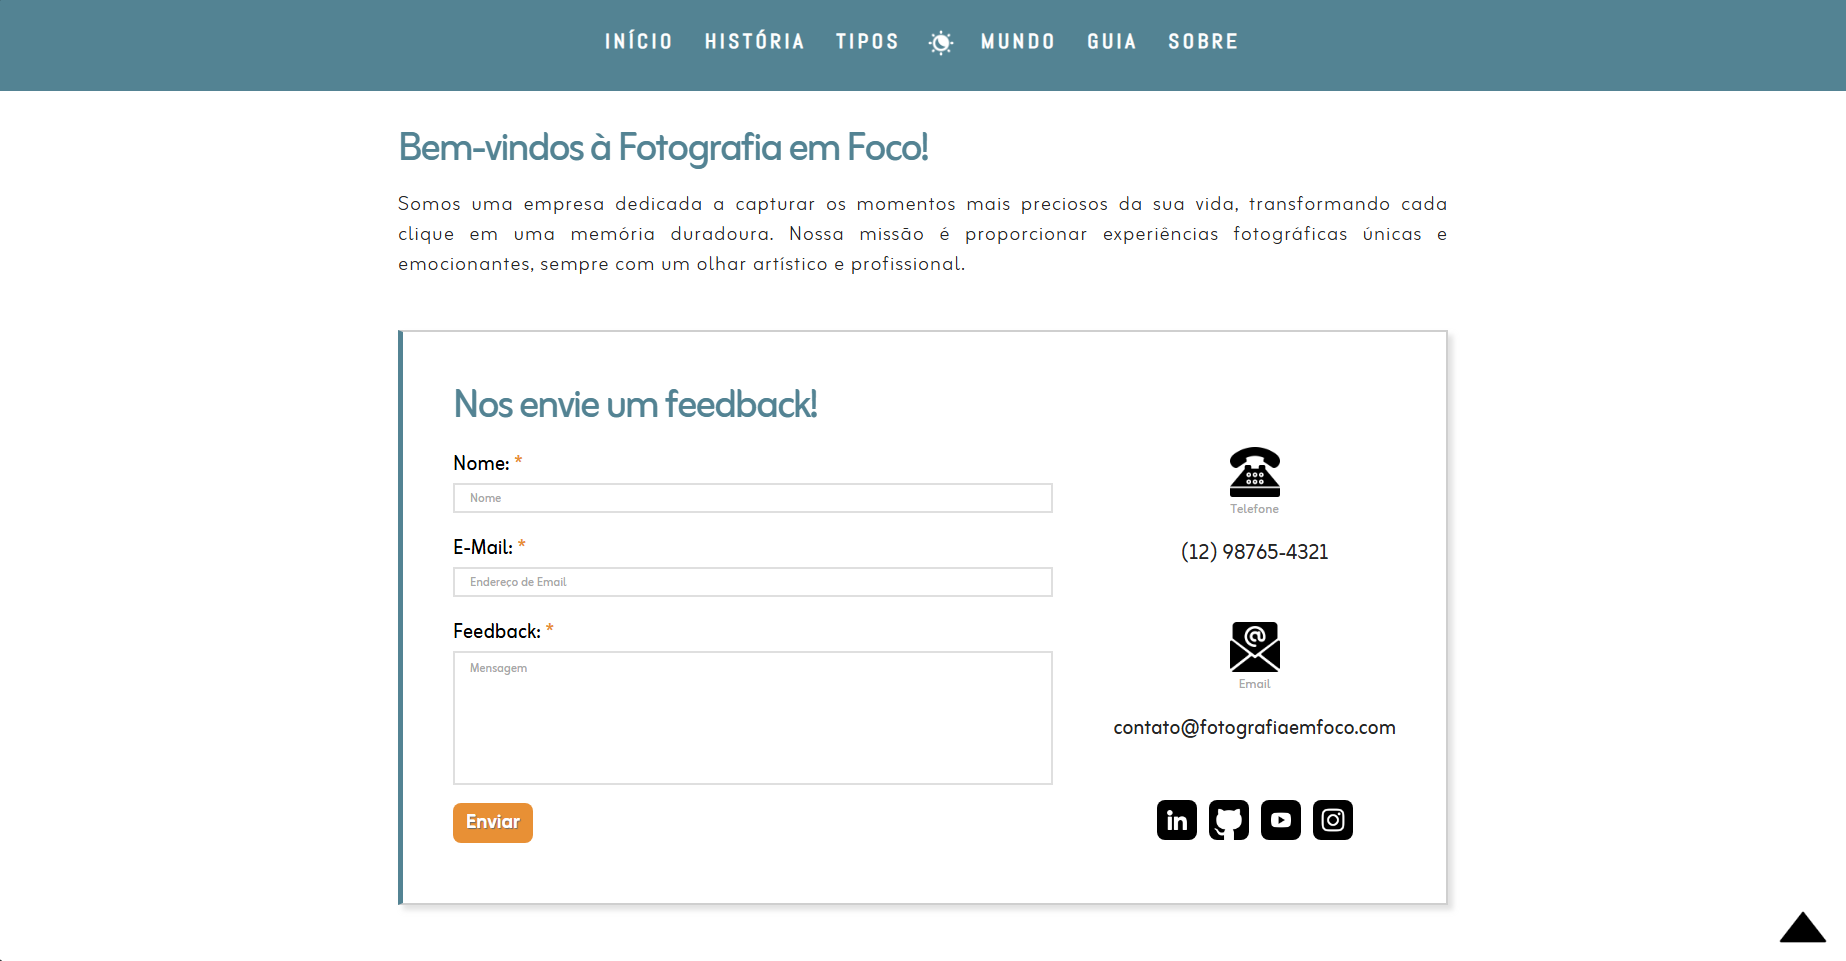 INÍCIO HISTÓRIA TIPOS MUNDO GUIA SOBRE
Bem-vindos à Fotografia em Foco!
Somos uma empresa dedicada a capturar os momentos mais preciosos da sua vida, transformando cada
clique em uma memória duradoura. Nossa missão é proporcionar experiências fotográficas únicas e
emocionantes, sempre com um olhar artístico e profissional.
Nos envie um feedback!
Nome: *
Nome
E-Mail: *
Endereço de Email
Feedback: *
Mensagem
Enviar
Telefone
(12) 98765-4321
@
Email
contato@fotografiaemfoco.com
in